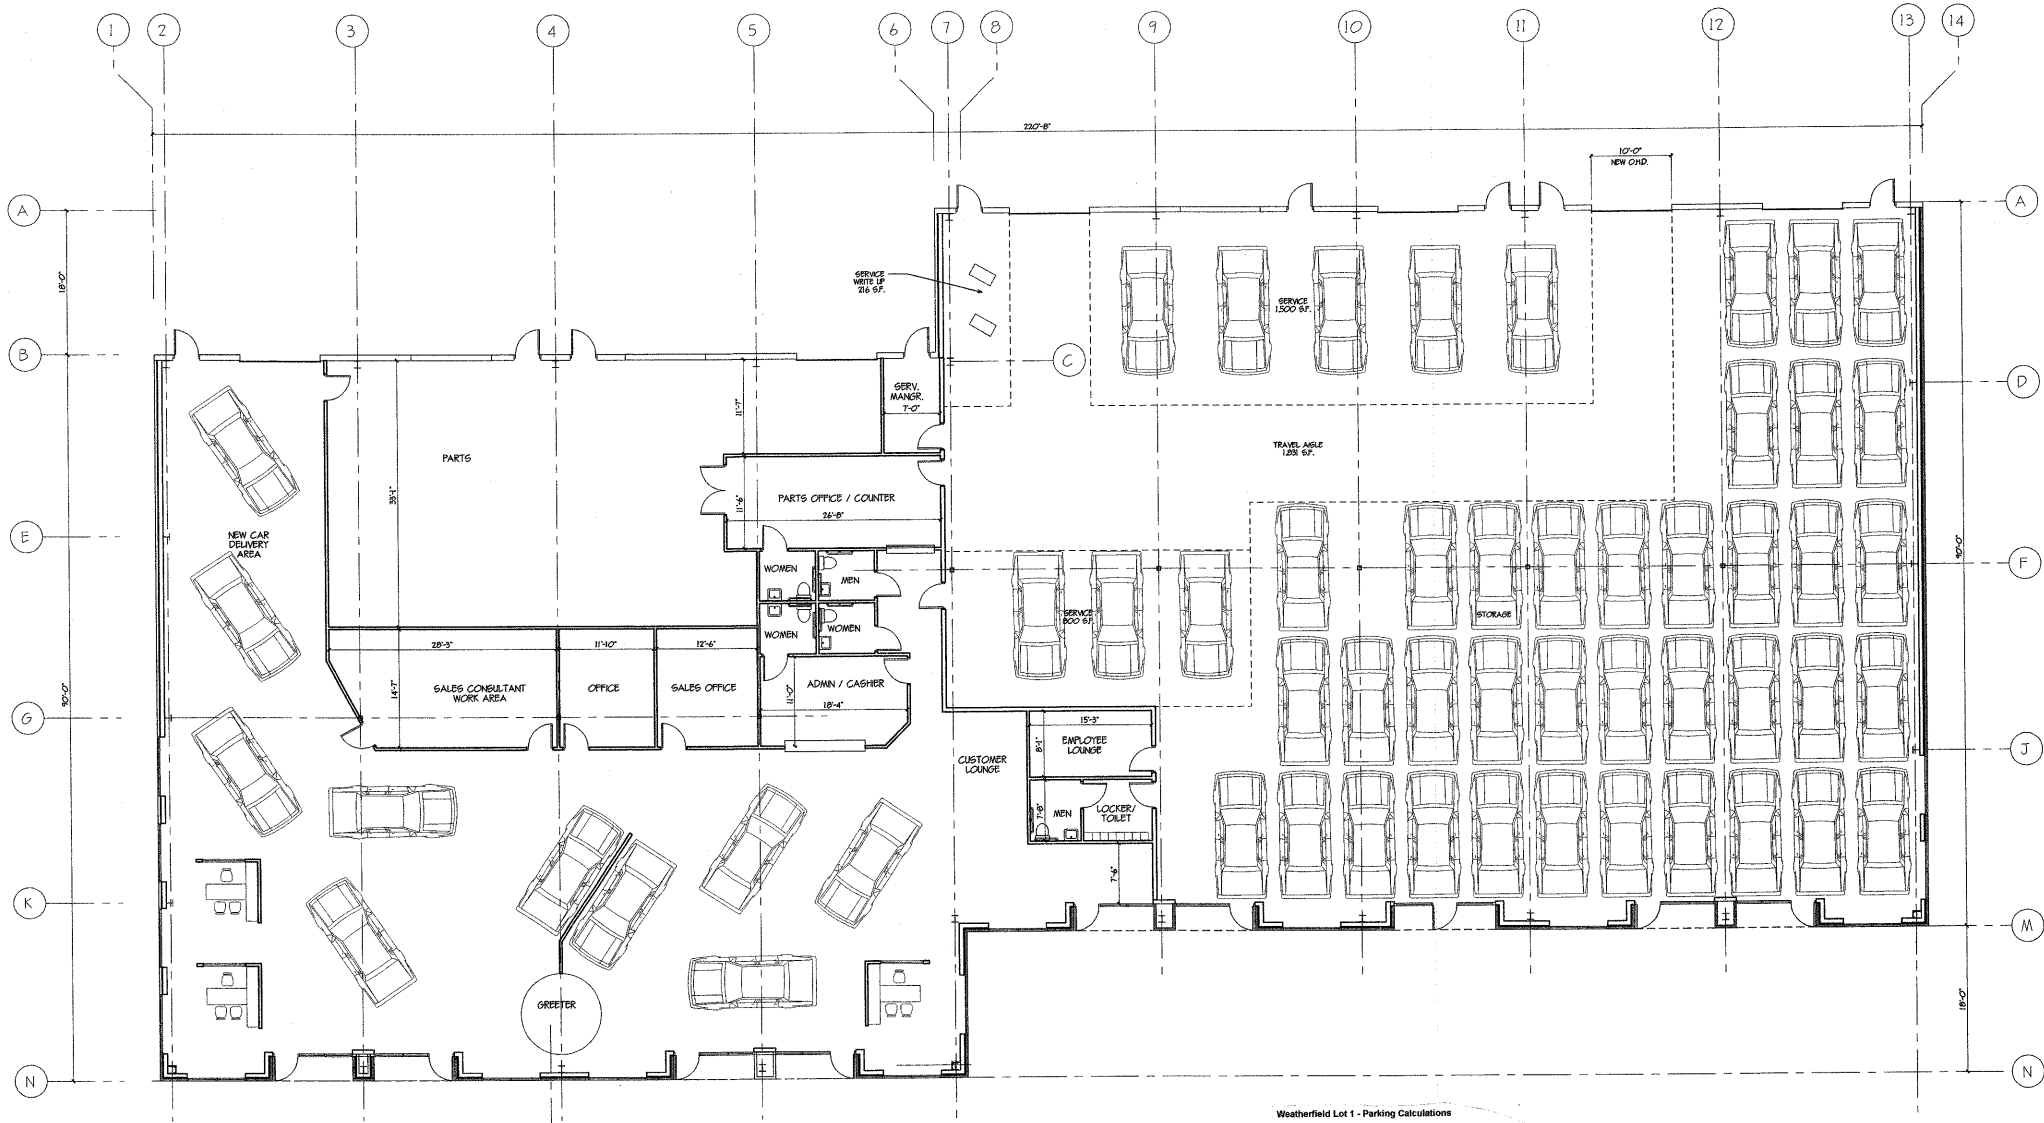 1 2 3 4 5 6 7 8 9 10 11 12 13 14
220'-8"
10'-0"
NEW O.H.D.
A A
18'-0"
SERVICE
WRITE UP
216 S.F.
SERVICE
1,500 S.F.
B C D
SERV.
MANGR.
7'-0"
11'-7"
TRAVEL AISLE
1,831 S.F.
PARTS
33'-1"
PARTS OFFICE / COUNTER
11'-6"
26'-8"
E F
NEW CAR
DELIVERY
AREA
90'-0"
WOMEN MEN
SERVICE
800 S.F.
STORAGE
WOMEN WOMEN
28'-3" 11'-10" 12'-6"
90'-0"
14'-7"
SALES CONSULTANT
WORK AREA
OFFICE
SALES OFFICE
ADMIN / CASHIER
11'-0"
18'-4"
G J
15'-3"
EMPLOYEE
LOUNGE
8'-1"
CUSTOMER
LOUNGE
7'-8"
MEN
LOCKER/
TOILET
7'-6"
K M
18'-0"
GREETER
N N
Weatherfield Lot 1 - Parking Calculations